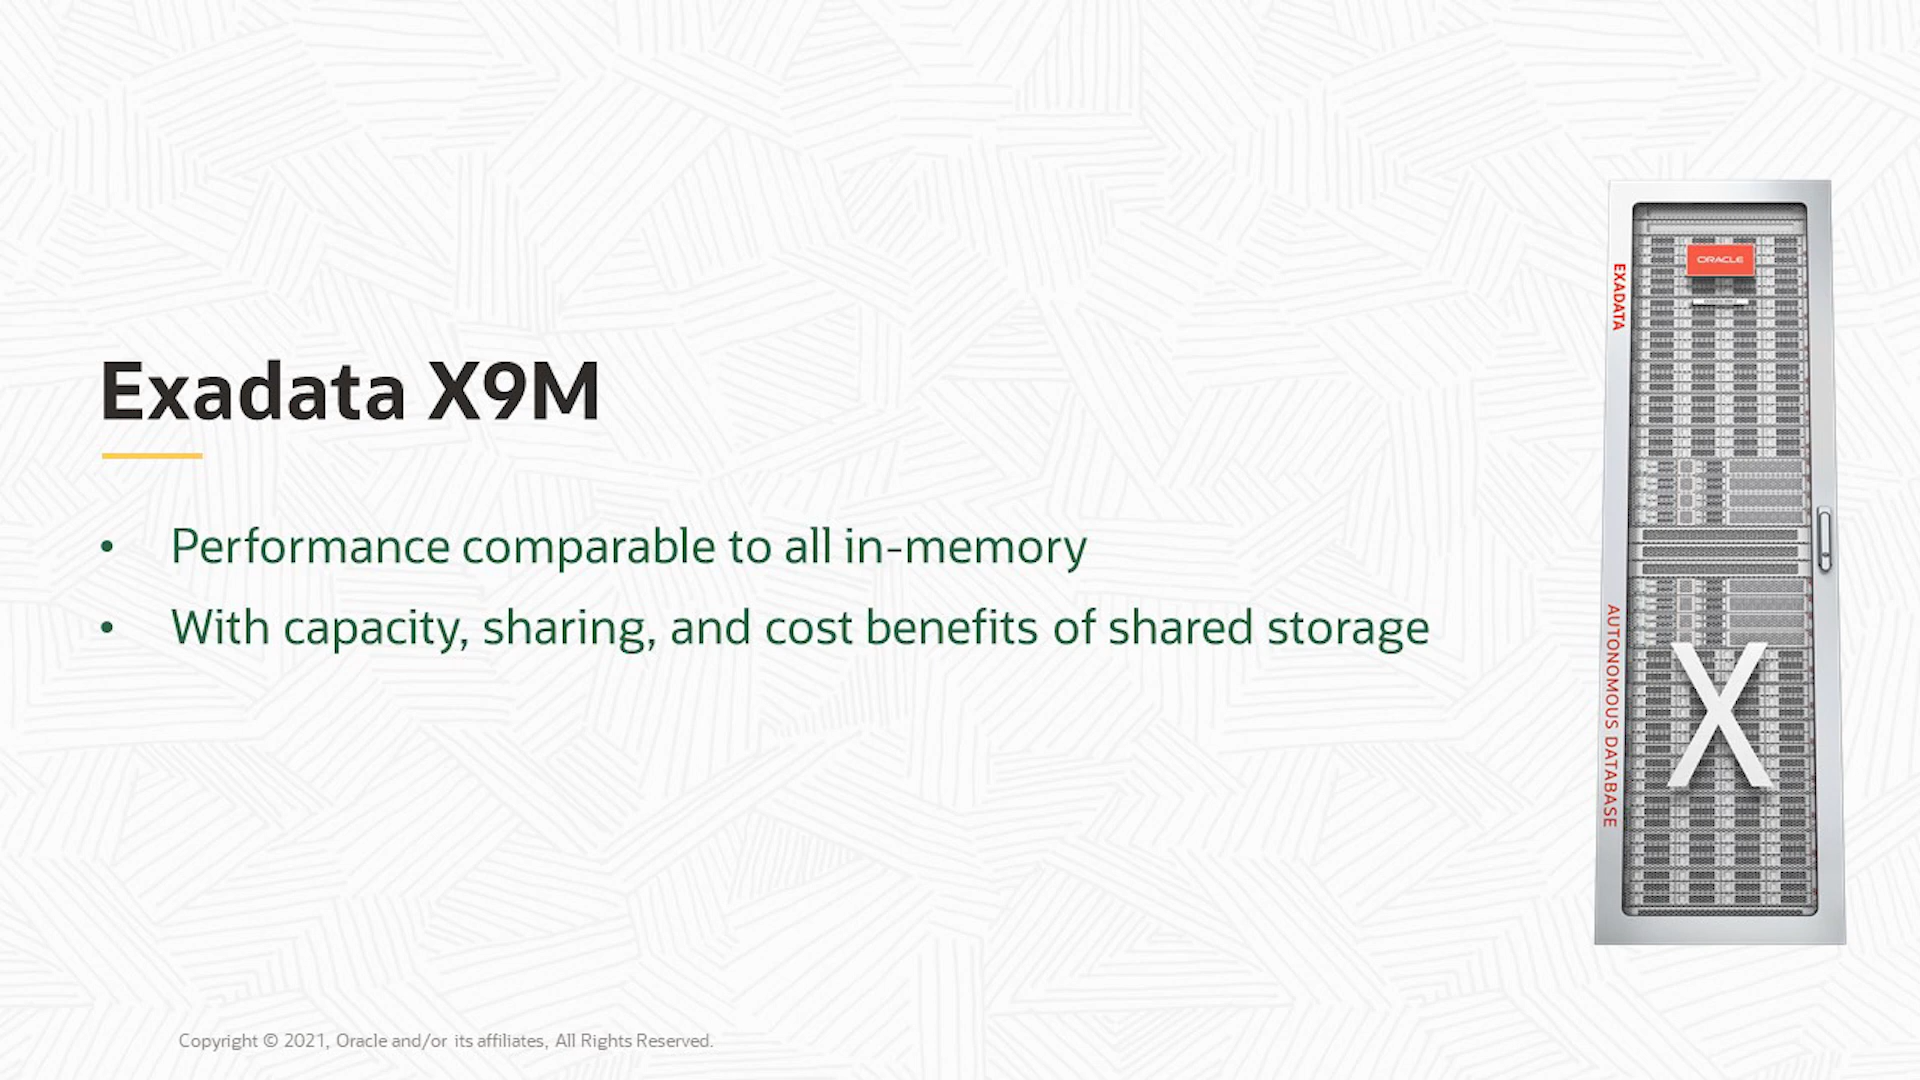 Exadata X9M
• Performance comparable to all in-memory
• With capacity, sharing, and cost benefits of shared storage
ORACLE
EXADATA
AUTONOMOUS DATABASE
X
Copyright © 2021, Oracle and/or its affiliates, All Rights Reserved.